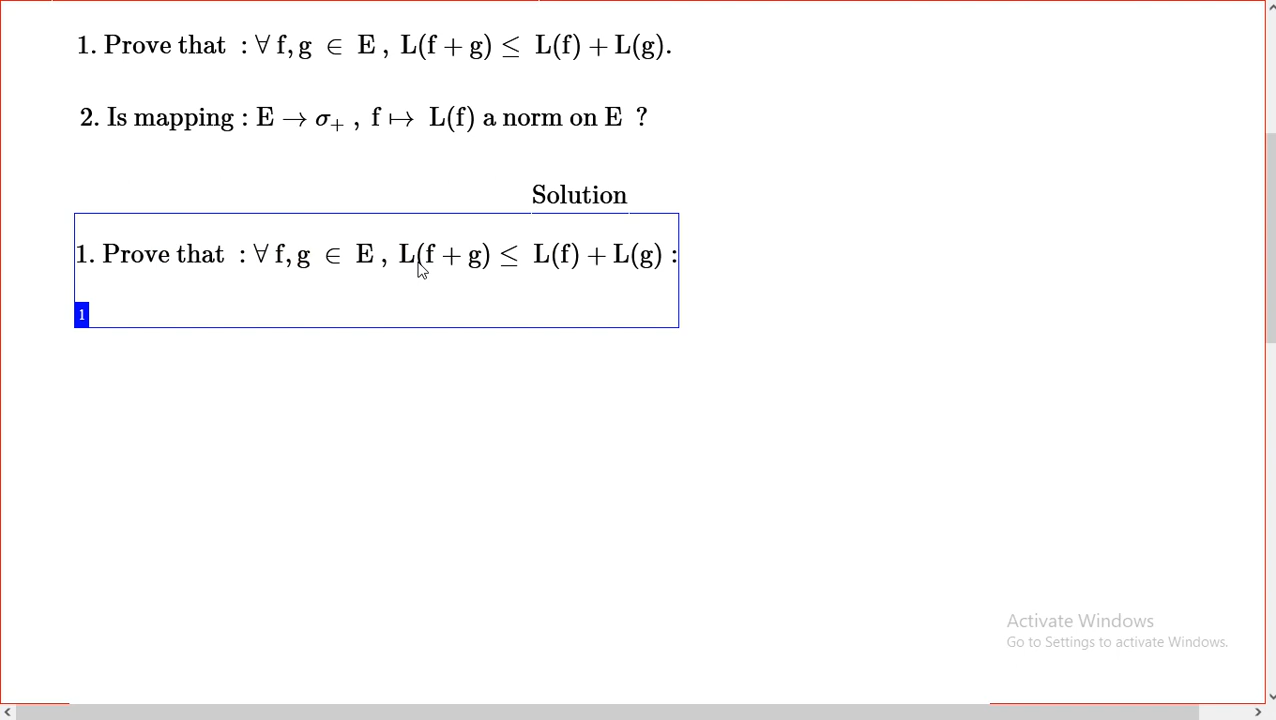 1. Prove that : ∀ f, g ∈ E , L(f + g) ≤ L(f) + L(g).
2. Is mapping : E → σ₊ , f ↦ L(f) a norm on E ?
Solution
1. Prove that : ∀ f, g ∈ E , L(f + g) ≤ L(f) + L(g) :
1
Activate Windows
Go to Settings to activate Windows.